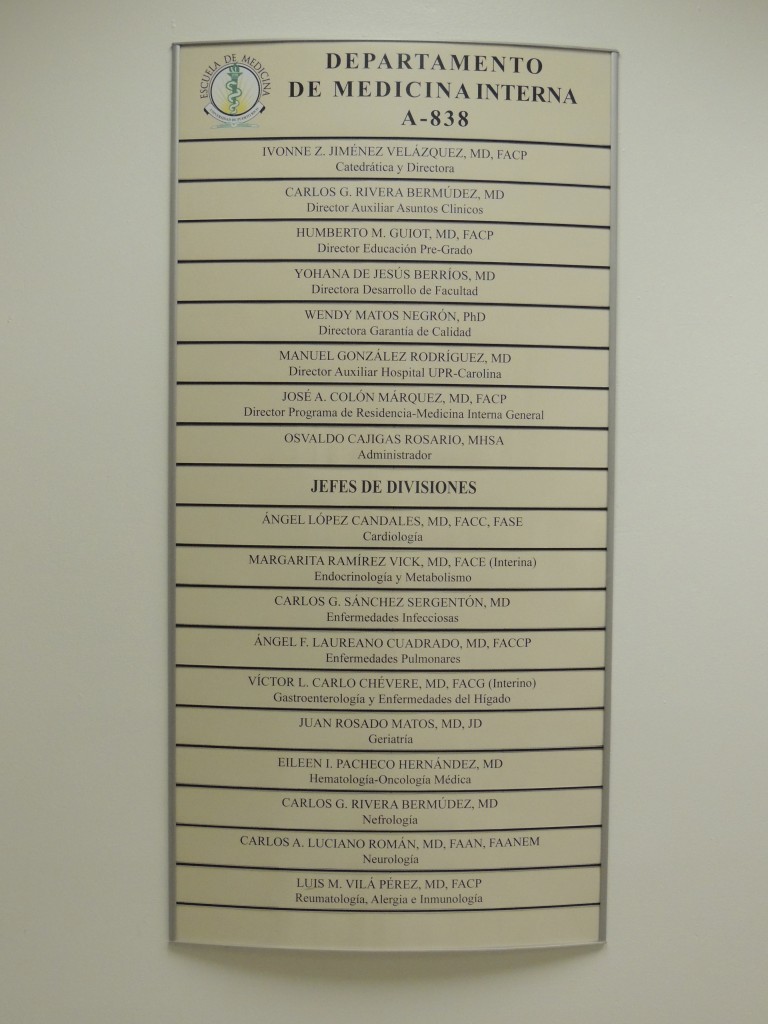 ESCUELA DE MEDICINA
DEPARTAMENTO
DE MEDICINA INTERNA
A-838
IVONNE Z. JIMÉNEZ VELÁZQUEZ, MD, FACP
Catedrática y Directora
CARLOS G. RIVERA BERMÚDEZ, MD
Director Auxiliar Asuntos Clínicos
HUMBERTO M. GUIOT, MD, FACP
Director Educación Pre-Grado
YOHANA DE JESÚS BERRÍOS, MD
Directora Desarrollo de Facultad
WENDY MATOS NEGRÓN, PhD
Directora Garantía de Calidad
MANUEL GONZÁLEZ RODRÍGUEZ, MD
Director Auxiliar Hospital UPR-Carolina
JOSÉ A. COLÓN MÁRQUEZ, MD, FACP
Director Programa de Residencia-Medicina Interna General
OSVALDO CAJIGAS ROSARIO, MHSA
Administrador
JEFES DE DIVISIONES
ÁNGEL LÓPEZ CANDALES, MD, FACC, FASE
Cardiología
MARGARITA RAMÍREZ VICK, MD, FACE (Interina)
Endocrinología y Metabolismo
CARLOS G. SÁNCHEZ SERGENTÓN, MD
Enfermedades Infecciosas
ÁNGEL F. LAUREANO CUADRADO, MD, FACCP
Enfermedades Pulmonares
VÍCTOR L. CARLO CHÉVERE, MD, FACG (Interino)
Gastroenterología y Enfermedades del Hígado
JUAN ROSADO MATOS, MD, JD
Geriatría
EILEEN I. PACHECO HERNÁNDEZ, MD
Hematología-Oncología Médica
CARLOS G. RIVERA BERMÚDEZ, MD
Nefrología
CARLOS A. LUCIANO ROMÁN, MD, FAAN, FAANEM
Neurología
LUIS M. VILÁ PÉREZ, MD, FACP
Reumatología, Alergia e Inmunología